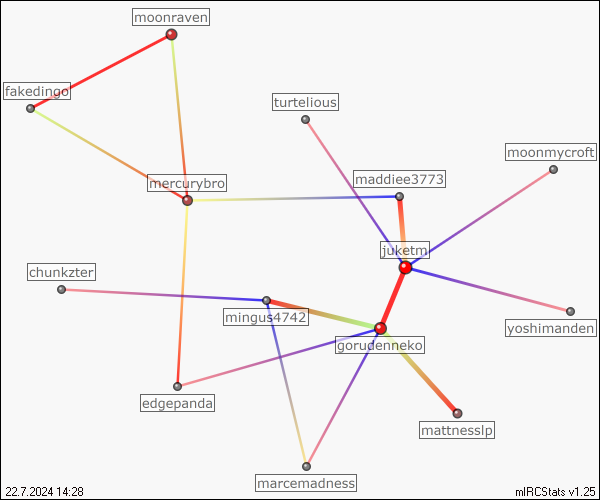 moonraven
fakedingo
turtelious
moonmycroft
maddiee3773
mercurybro
juketm
chunkzter
mingus4742
yoshimanden
gorudenneko
edgepanda
mattnesslp
marcemadness
22.7.2024 14:28
mIRCStats v1.25